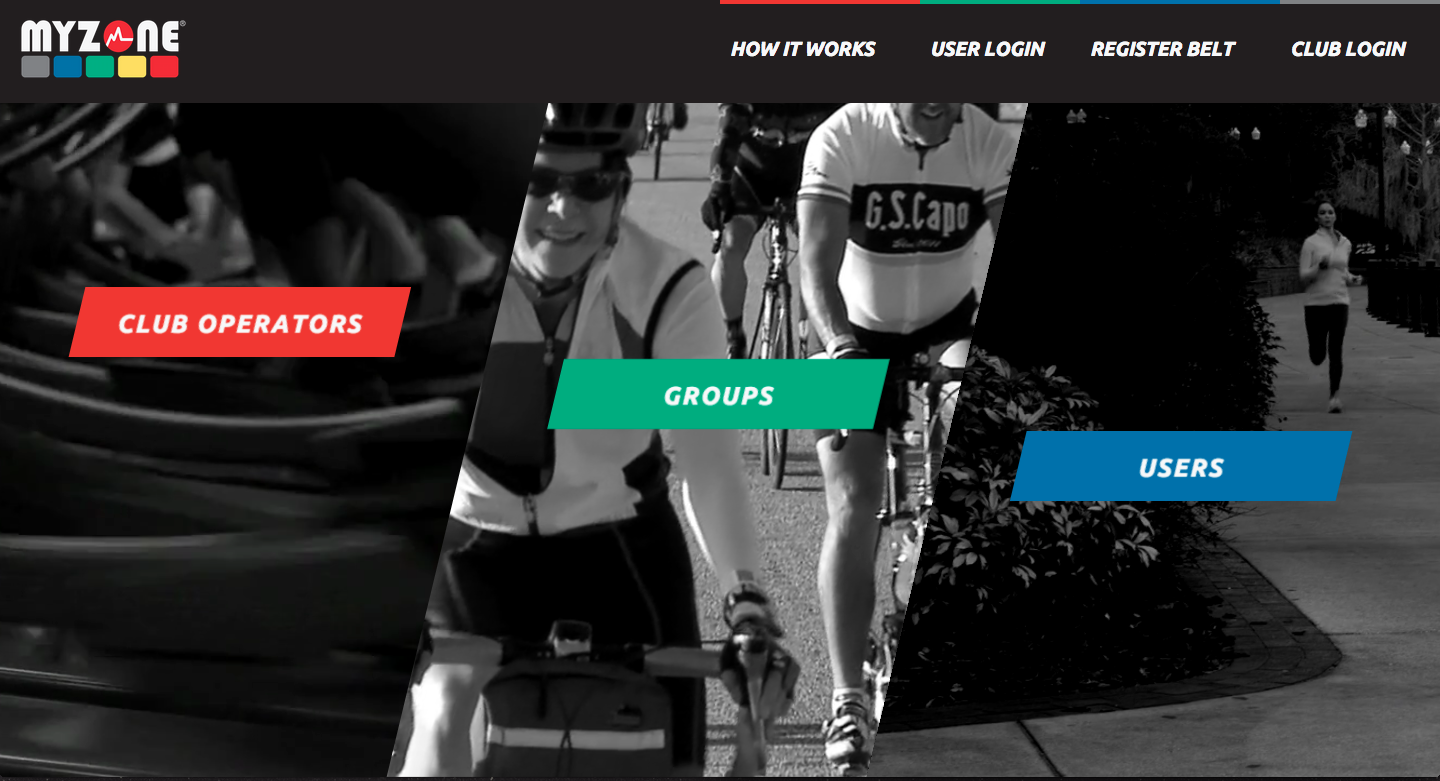 MYZONE®
HOW IT WORKS
USER LOGIN
REGISTER BELT
CLUB LOGIN
G.S.Capo
CLUB OPERATORS
GROUPS
USERS